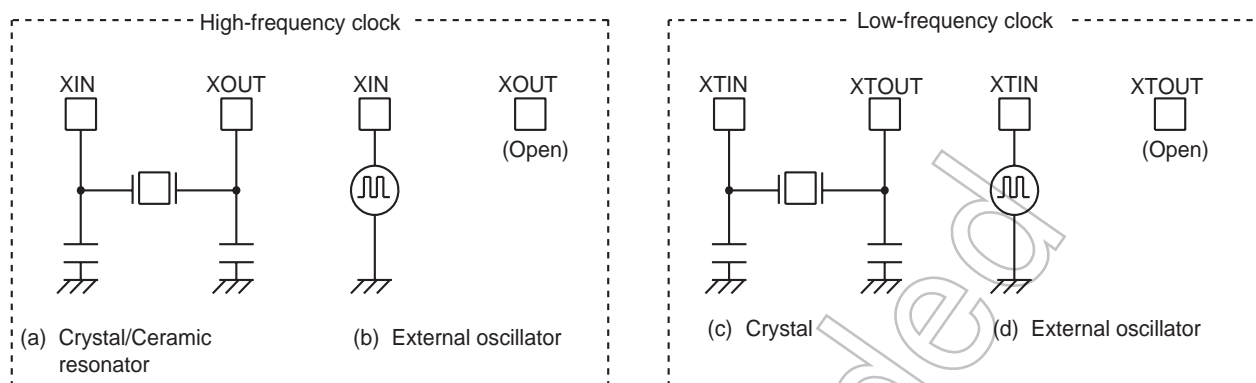 High-frequency clock
XIN
XOUT
XIN
XOUT
(Open)
(a) Crystal/Ceramic
resonator
(b) External oscillator
Low-frequency clock
XTIN
XTOUT
XTIN
XTOUT
(Open)
(c) Crystal
(d) External oscillator
ded